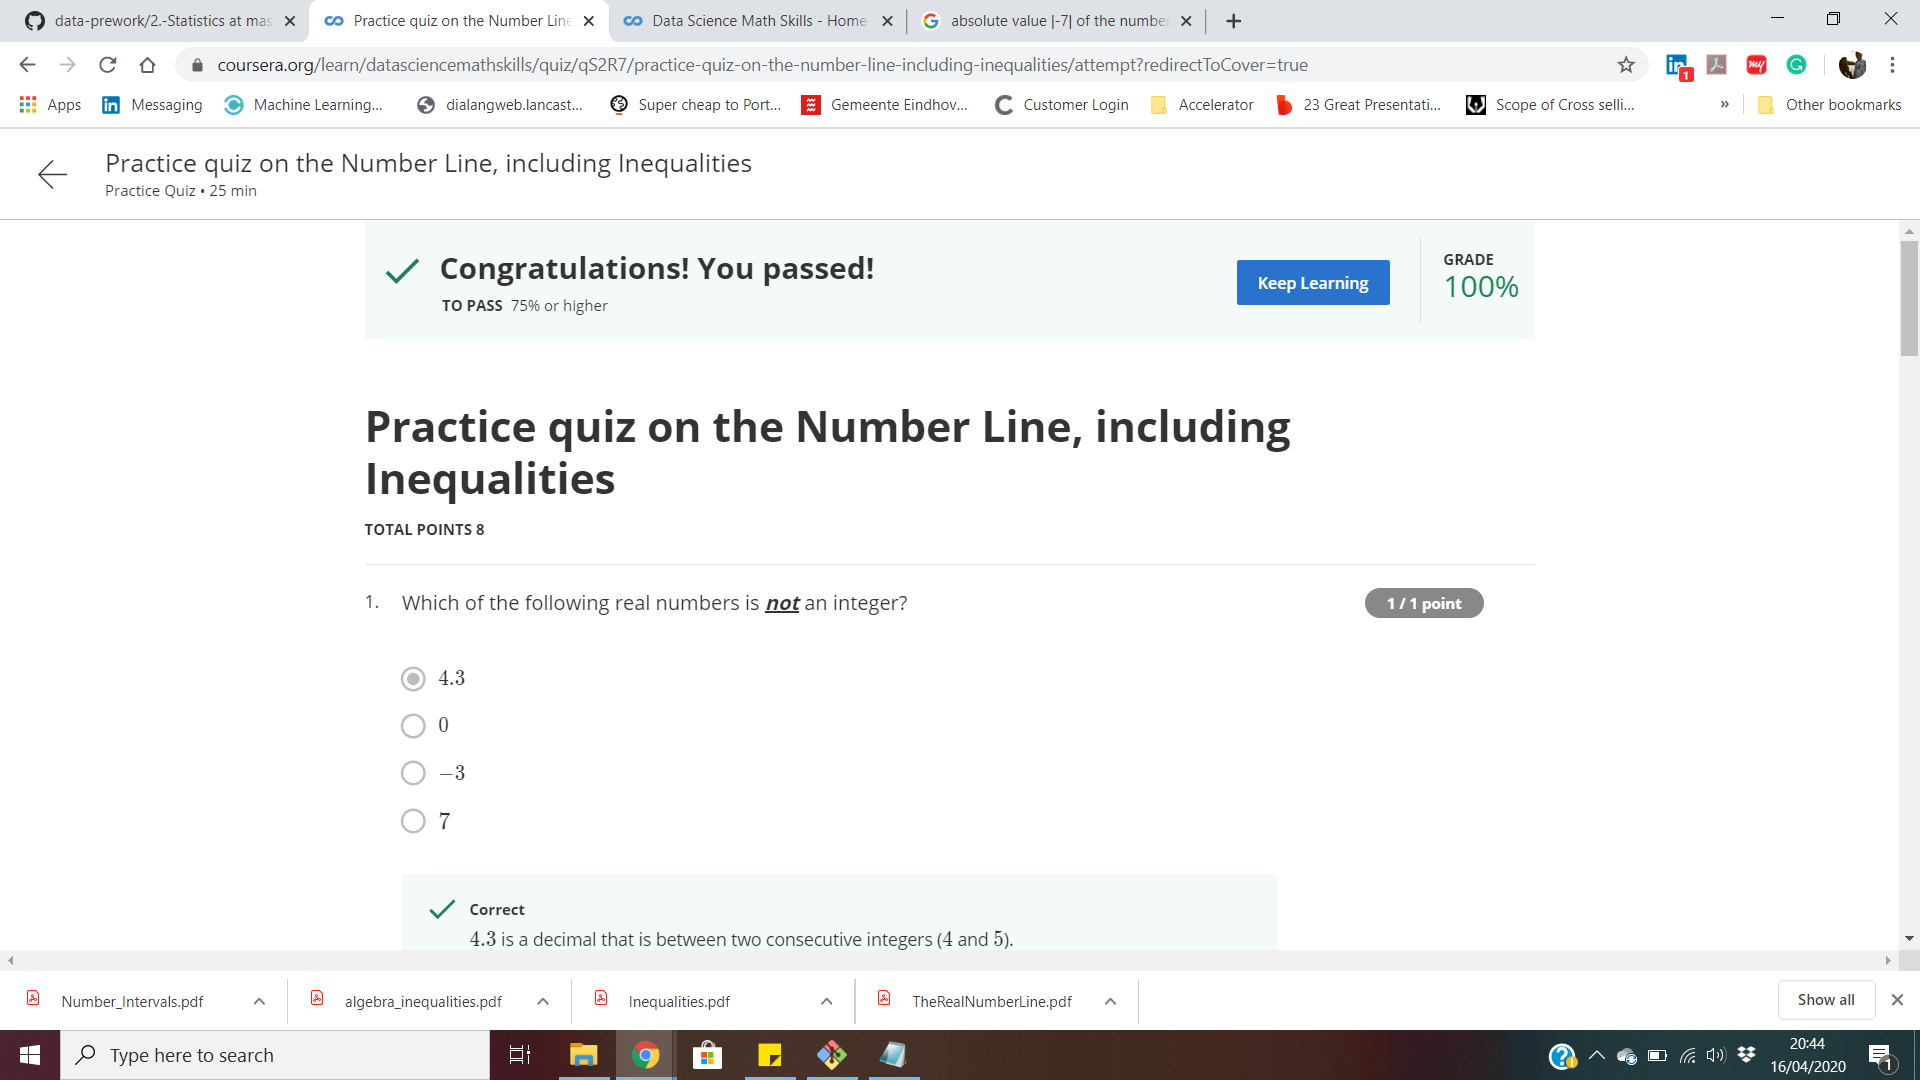 data-prework/2.-Statistics at mas
Practice quiz on the Number Line
Data Science Math Skills - Home
absolute value |-7| of the number
coursera.org/learn/datasciencemathskills/quiz/qS2R7/practice-quiz-on-the-number-line-including-inequalities/attempt?redirectToCover=true
1
my
Apps
Messaging
Machine Learning...
dialangweb.lancast...
Super cheap to Port...
Gemeente Eindhov...
Customer Login
Accelerator
23 Great Presentati...
Scope of Cross selli...
»
Other bookmarks
Practice quiz on the Number Line, including Inequalities
Practice Quiz • 25 min
Congratulations! You passed!
TO PASS 75% or higher
Keep Learning
GRADE
100%
Practice quiz on the Number Line, including
Inequalities
TOTAL POINTS 8
1. Which of the following real numbers is not an integer?
1 / 1 point
4.3
0
−3
7
Correct
4.3 is a decimal that is between two consecutive integers (4 and 5).
Number_Intervals.pdf
algebra_inequalities.pdf
Inequalities.pdf
TheRealNumberLine.pdf
Show all
Type here to search
20:44
16/04/2020
1